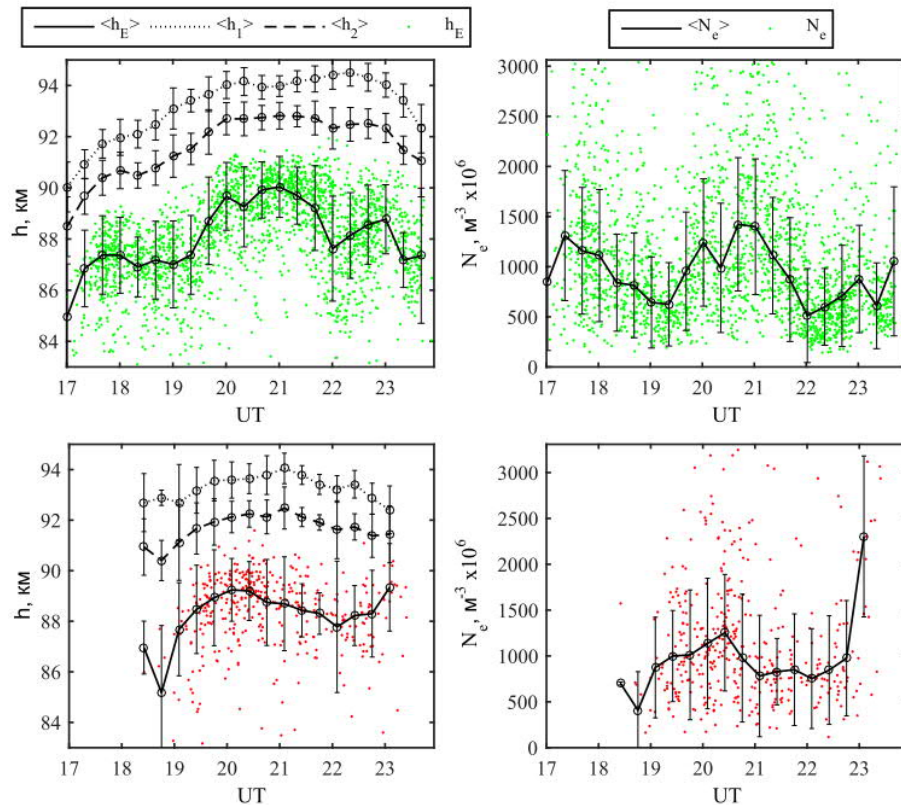 <h_E> <h_1> <h_2> h_E
<N_e> N_e
h, км
94
92
90
88
86
84
17 18 19 20 21 22 23
UT
N_e, м^-3 x10^6
3000
2500
2000
1500
1000
500
0
17 18 19 20 21 22 23
UT
h, км
94
92
90
88
86
84
17 18 19 20 21 22 23
UT
N_e, м^-3 x10^6
3000
2500
2000
1500
1000
500
0
17 18 19 20 21 22 23
UT